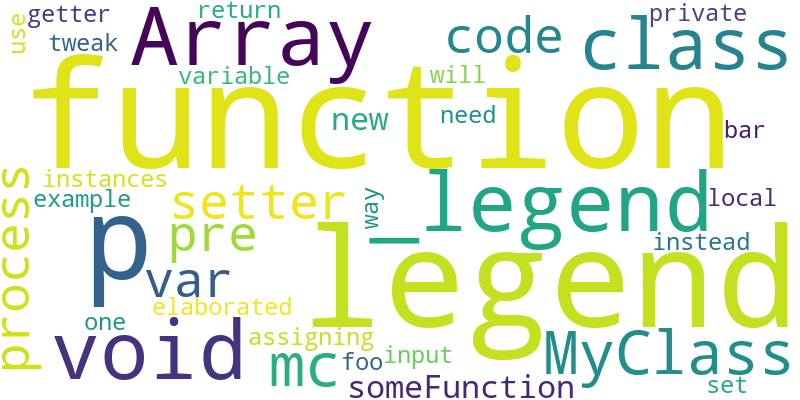 getter
return
private
use
tweak
Array
code
class
variable
will
function
new
need
bar
process
instances
example
setter
way
_legend
local
p
pre
instead
var
legend
elaborated
one
void
assigning
mc
foo
input
MyClass
someFunction
set